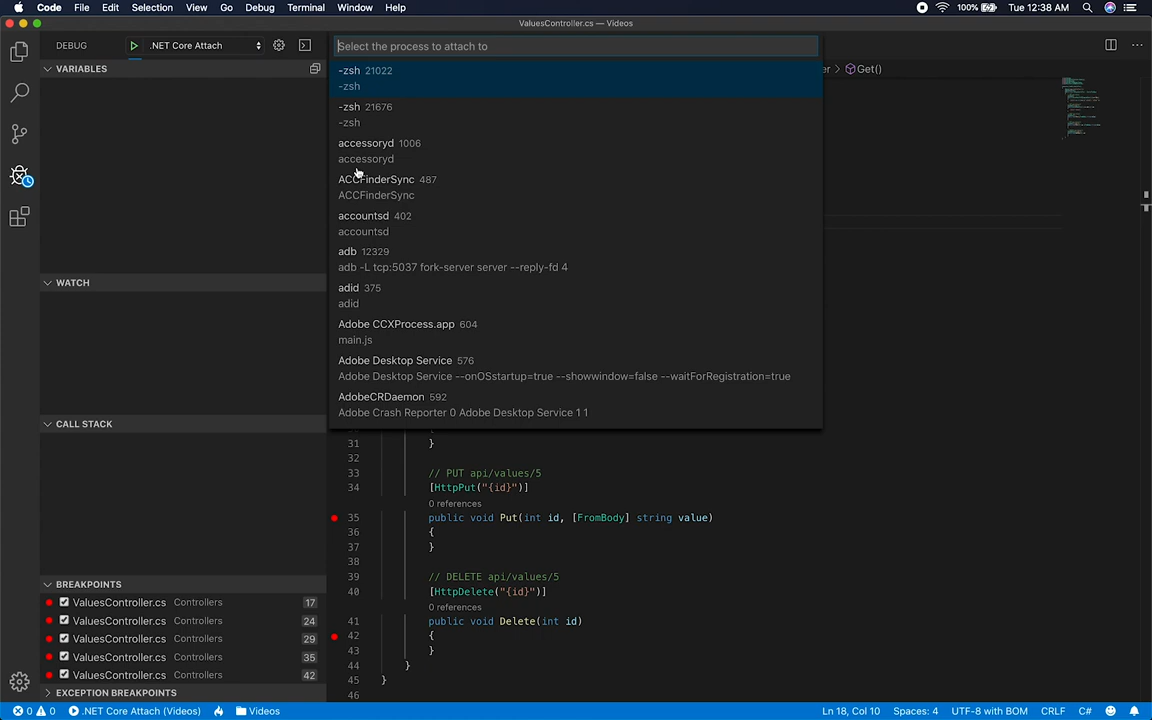 Code File Edit Selection View Go Debug Terminal Window Help 100% Tue 12:38 AM
ValuesController.cs — Videos
DEBUG .NET Core Attach
Select the process to attach to
VARIABLES
-zsh 21022
-zsh
-zsh 21676
-zsh
accessoryd 1006
accessoryd
ACCFinderSync 487
ACCFinderSync
accountsd 402
accountsd
adb 12329
adb -L tcp:5037 fork-server server --reply-fd 4
adid 375
adid
Adobe CCXProcess.app 604
main.js
Adobe Desktop Service 576
Adobe Desktop Service --onOSstartup=true --showwindow=false --waitForRegistration=true
AdobeCRDaemon 592
Adobe Crash Reporter 0 Adobe Desktop Service 1 1
er > Get()
WATCH
CALL STACK
31 }
32
33 // PUT api/values/5
34 [HttpPut("{id}")]
0 references
35 public void Put(int id, [FromBody] string value)
36 {
37 }
38
39 // DELETE api/values/5
40 [HttpDelete("{id}")]
0 references
41 public void Delete(int id)
42 {
43 }
44 }
45 }
46
BREAKPOINTS
ValuesController.cs Controllers 17
ValuesController.cs Controllers 24
ValuesController.cs Controllers 29
ValuesController.cs Controllers 35
ValuesController.cs Controllers 42
EXCEPTION BREAKPOINTS
0 0 .NET Core Attach (Videos) Videos Ln 18, Col 10 Spaces: 4 UTF-8 with BOM CRLF C#